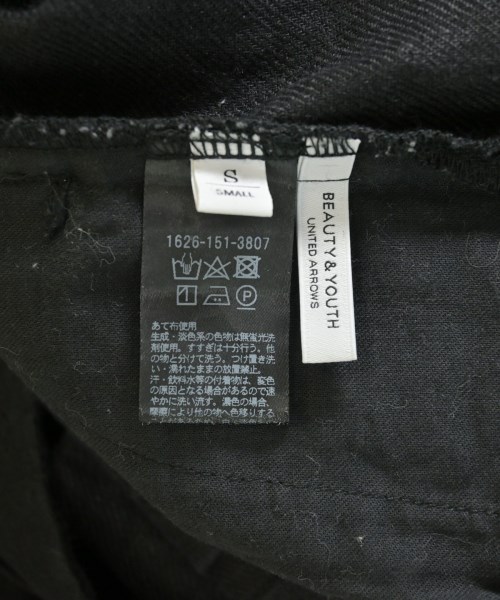 S
SMALL
BEAUTY & YOUTH
UNITED ARROWS
1626-151-3807
あて布使用
生成・淡色系の色物は無蛍光洗
剤使用。すすぎは十分行う。他
の物と分けて洗う。つけ置き洗
い・濡れたままの放置禁止。
汗・飲料水等の付着物は、変色
の原因となる場合があるので速
やかに洗い流す。濃色の場合、
摩擦により他の物へ色移りする